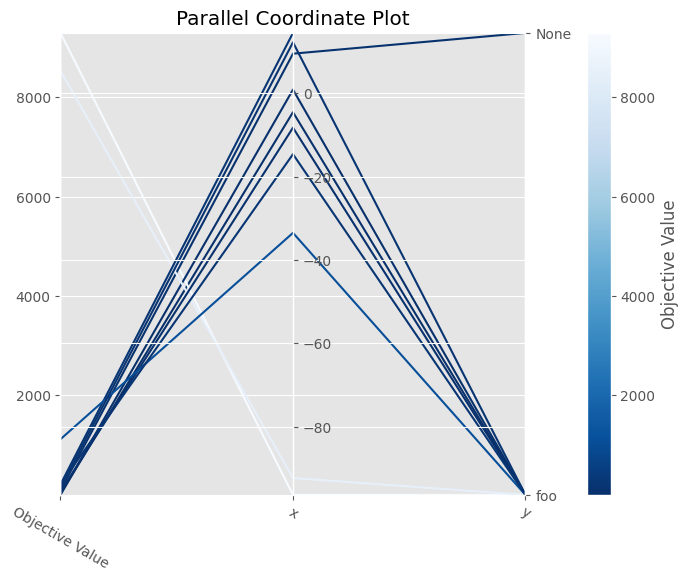 Parallel Coordinate Plot
None
8000
0
8000
6000
−20
6000
−40
4000
4000
−60
2000
−80
2000
foo
Objective Value
x
y
Objective Value